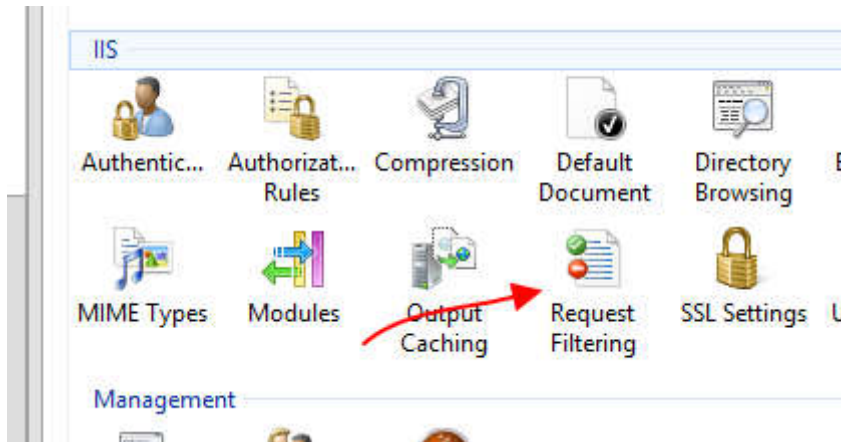 IIS
Authentic... Authorizat... Compression Default Directory
Rules Document Browsing
MIME Types Modules Output Request SSL Settings
Caching Filtering
Management